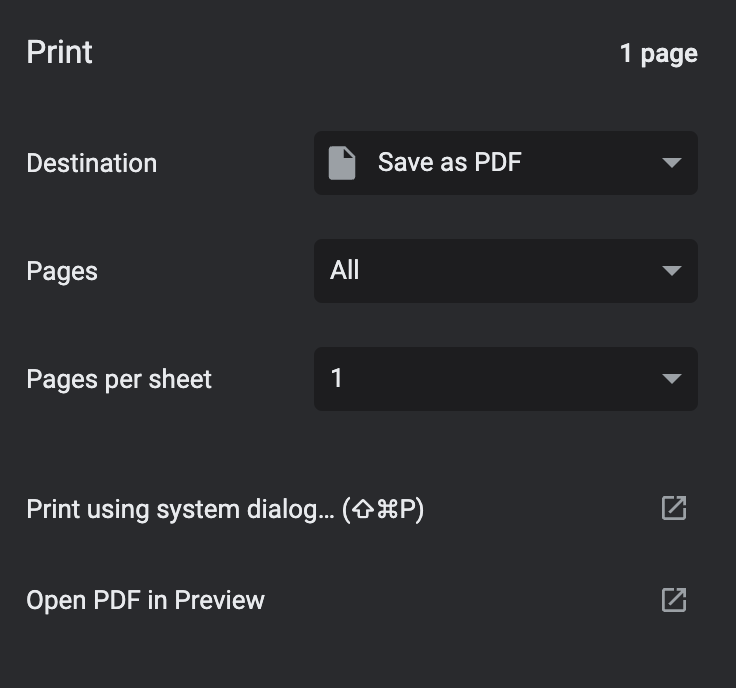 Print 1 page
Destination Save as PDF
Pages All
Pages per sheet 1
Print using system dialog... (⇧⌘P)
Open PDF in Preview